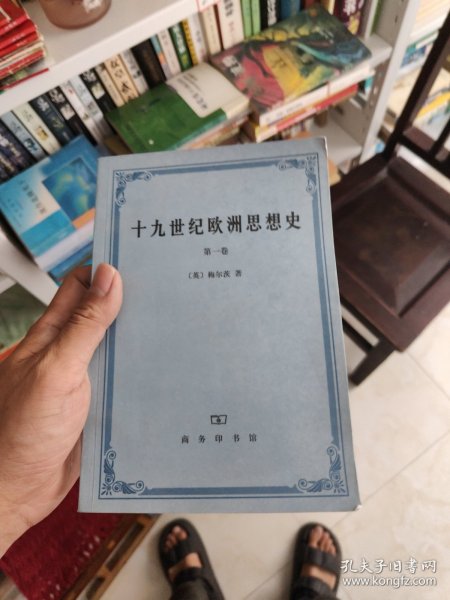 十九世纪欧洲思想史
第一卷
〔英〕梅尔茨 著
商务印书馆
孔夫子旧书网
www.kongfz.com